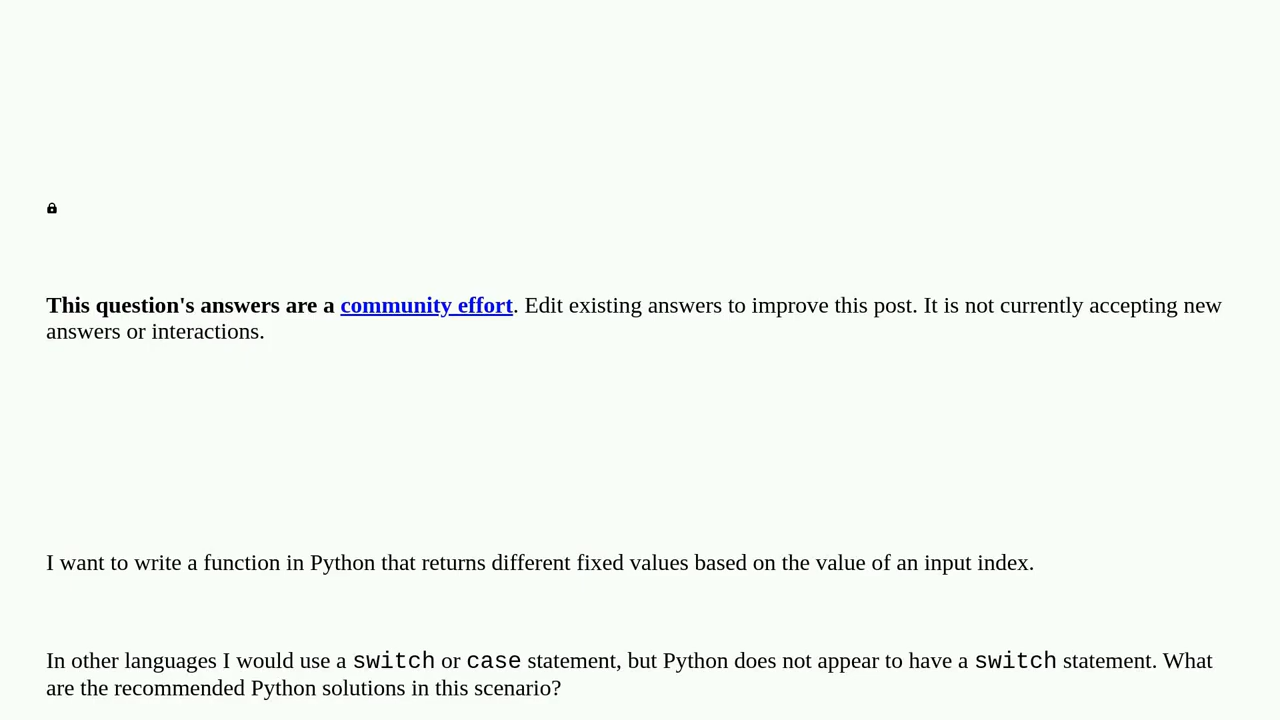 This question's answers are a community effort. Edit existing answers to improve this post. It is not currently accepting new
answers or interactions.
I want to write a function in Python that returns different fixed values based on the value of an input index.
In other languages I would use a switch or case statement, but Python does not appear to have a switch statement. What
are the recommended Python solutions in this scenario?